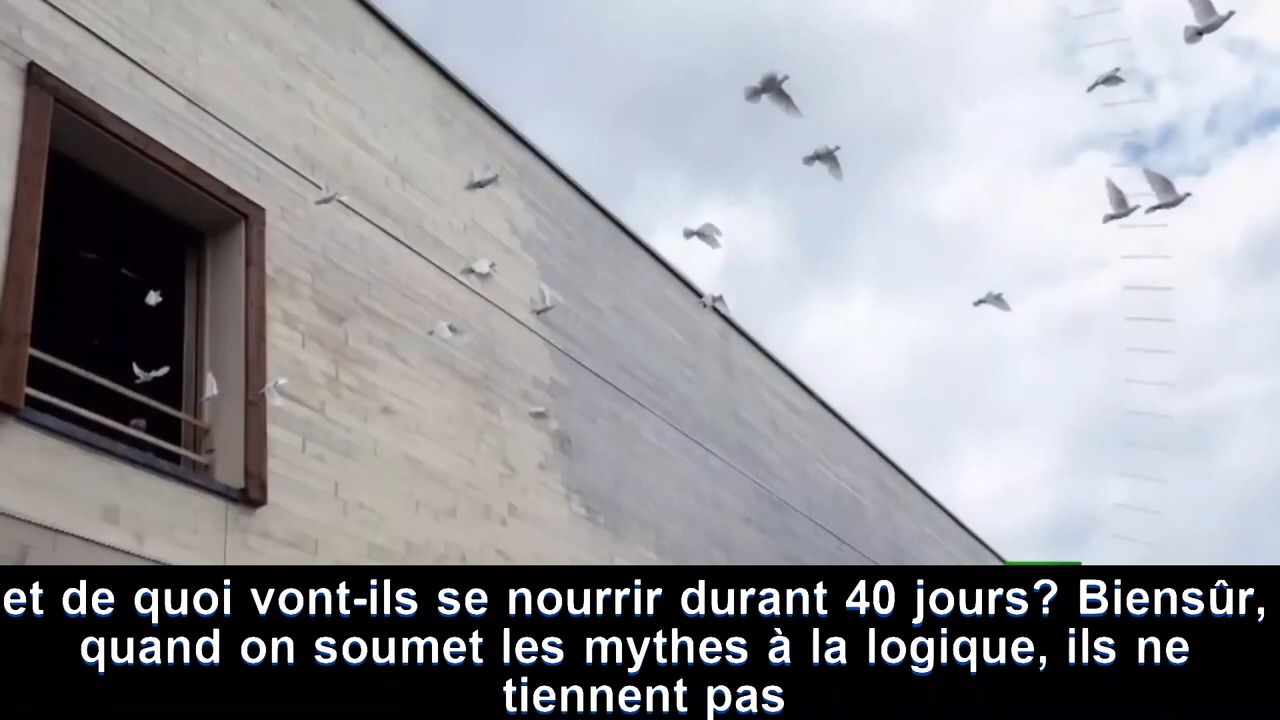 et de quoi vont-ils se nourrir durant 40 jours? Biensûr,
quand on soumet les mythes à la logique, ils ne
tiennent pas